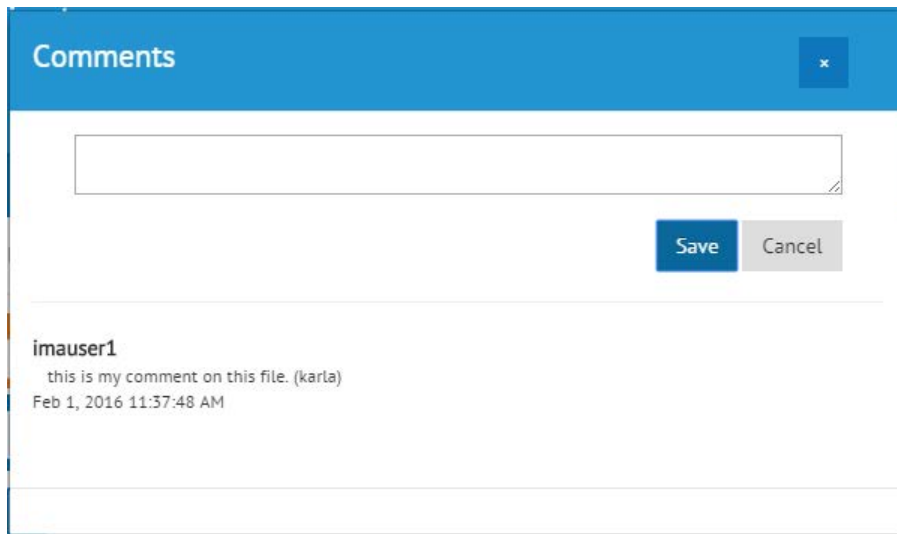 Comments
×
Save Cancel
imauser1
this is my comment on this file. (karla)
Feb 1, 2016 11:37:48 AM